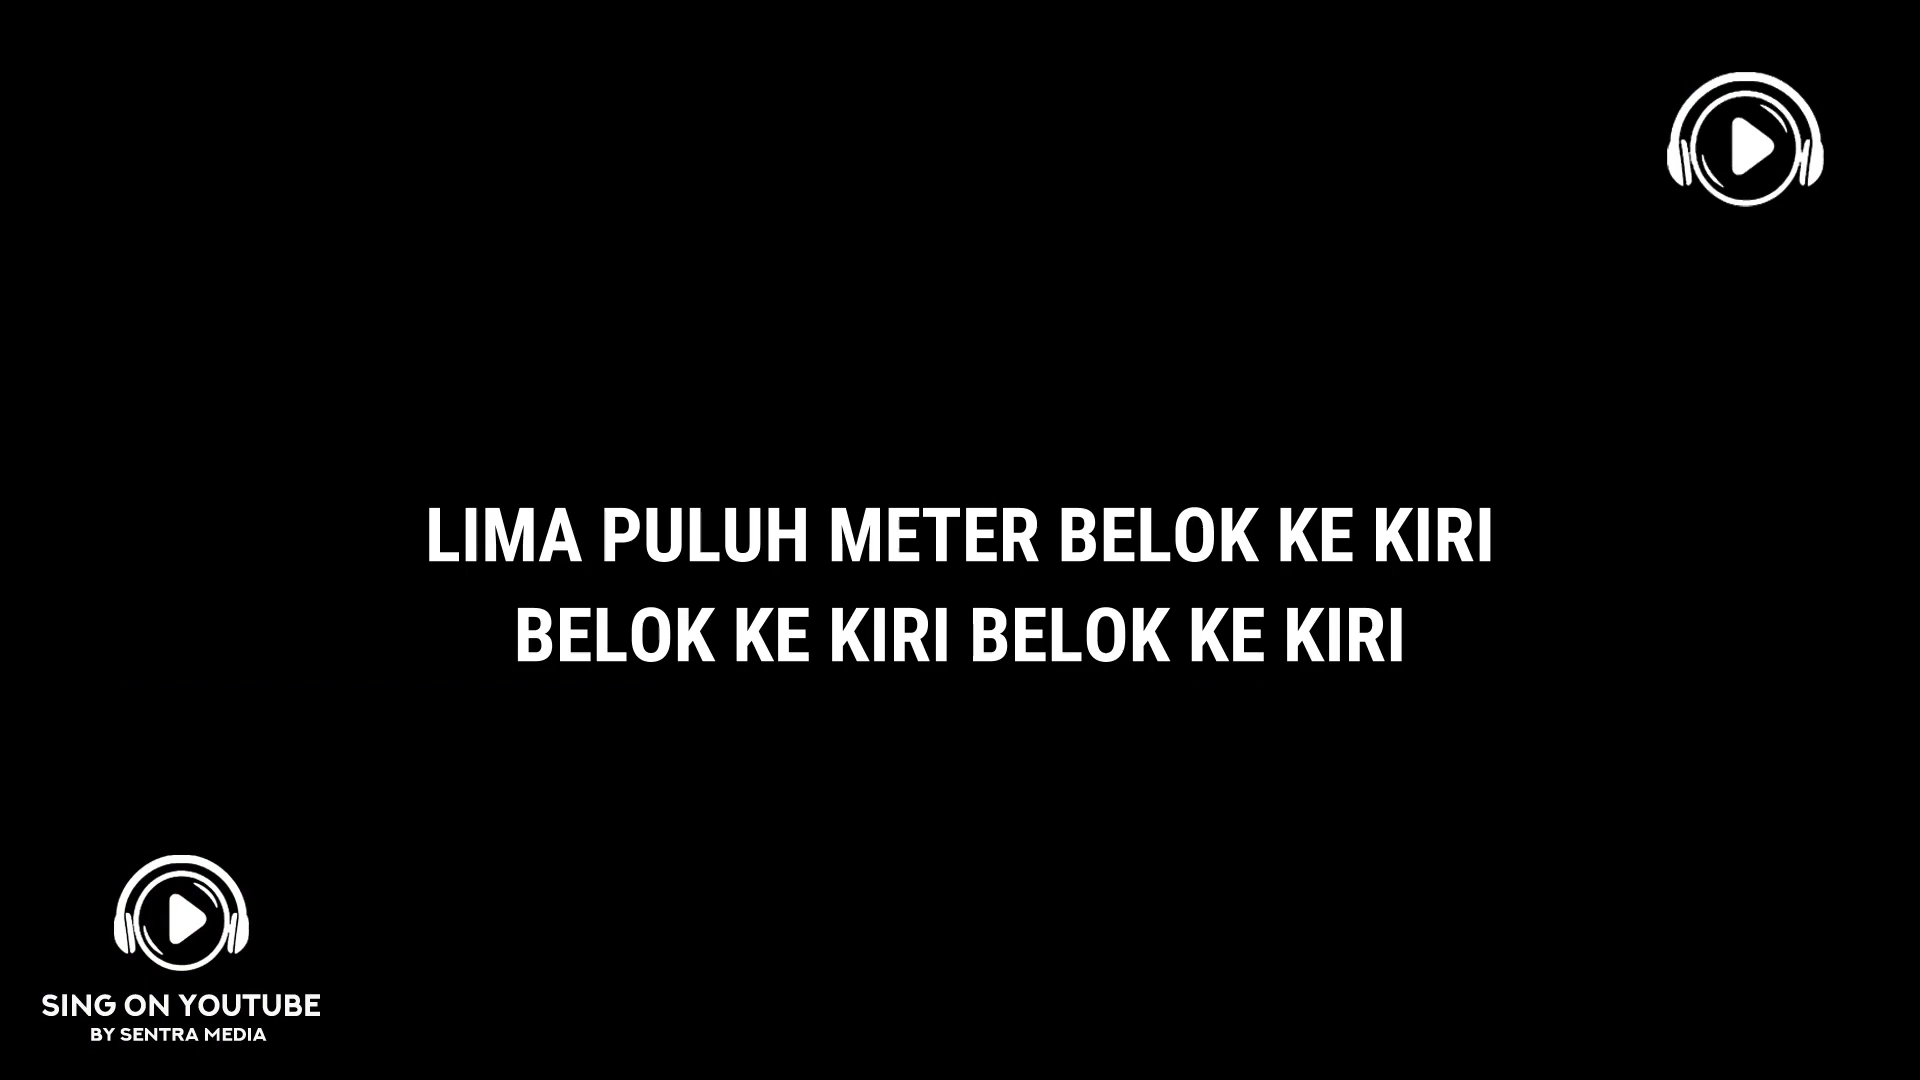 LIMA PULUH METER BELOK KE KIRI
BELOK KE KIRI BELOK KE KIRI
SING ON YOUTUBE
BY SENTRA MEDIA